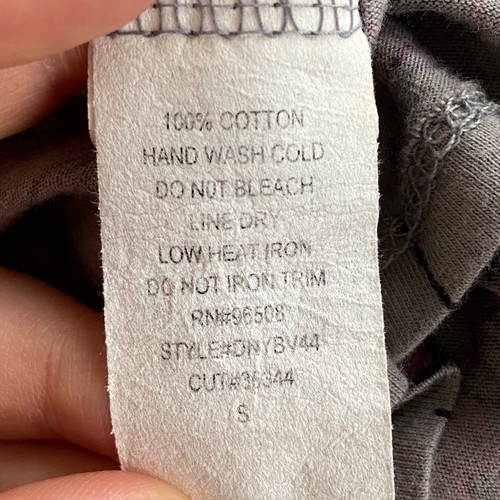 100% COTTON
HAND WASH COLD
DO NOT BLEACH
LINE DRY
LOW HEAT IRON
DO NOT IRON TRIM
RN#96508
STYLE#DNYBV44
CUT#36344
S